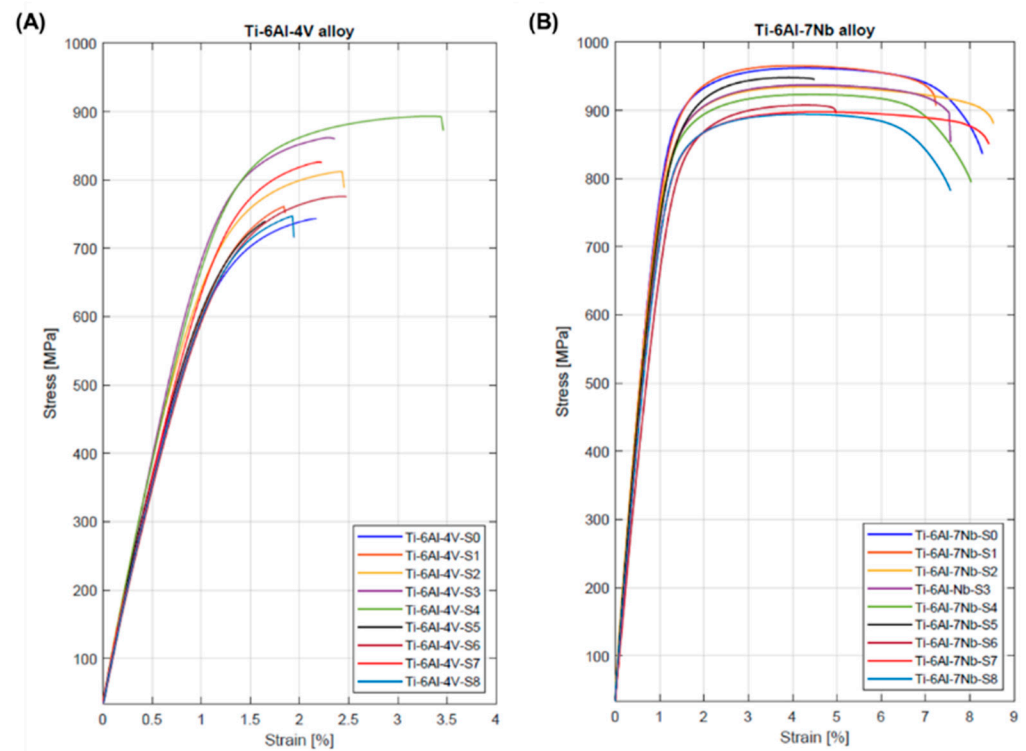 (A)
Ti-6Al-4V alloy
1000
900
800
700
600
500
400
300
200
100
0
0.5
1
1.5
2
2.5
3
3.5
4
Stress [MPa]
Strain [%]
Ti-6Al-4V-S0
Ti-6Al-4V-S1
Ti-6Al-4V-S2
Ti-6Al-4V-S3
Ti-6Al-4V-S4
Ti-6Al-4V-S5
Ti-6Al-4V-S6
Ti-6Al-4V-S7
Ti-6Al-4V-S8
(B)
Ti-6Al-7Nb alloy
1000
900
800
700
600
500
400
300
200
100
0
1
2
3
4
5
6
7
8
9
Stress [MPa]
Strain [%]
Ti-6Al-7Nb-S0
Ti-6Al-7Nb-S1
Ti-6Al-7Nb-S2
Ti-6Al-Nb-S3
Ti-6Al-7Nb-S4
Ti-6Al-7Nb-S5
Ti-6Al-7Nb-S6
Ti-6Al-7Nb-S7
Ti-6Al-7Nb-S8